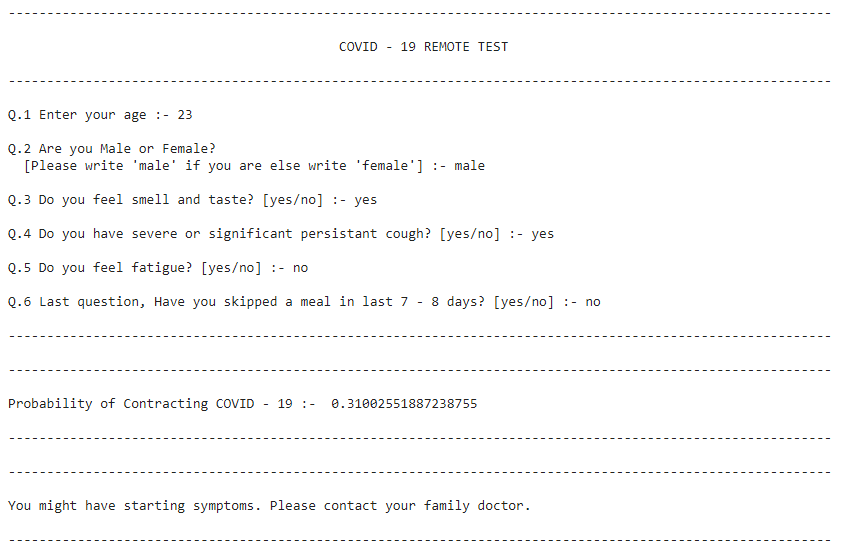 COVID - 19 REMOTE TEST
Q.1 Enter your age :- 23
Q.2 Are you Male or Female?
[Please write 'male' if you are else write 'female'] :- male
Q.3 Do you feel smell and taste? [yes/no] :- yes
Q.4 Do you have severe or significant persistant cough? [yes/no] :- yes
Q.5 Do you feel fatigue? [yes/no] :- no
Q.6 Last question, Have you skipped a meal in last 7 - 8 days? [yes/no] :- no
Probability of Contracting COVID - 19 :-  0.31002551887238755
You might have starting symptoms. Please contact your family doctor.